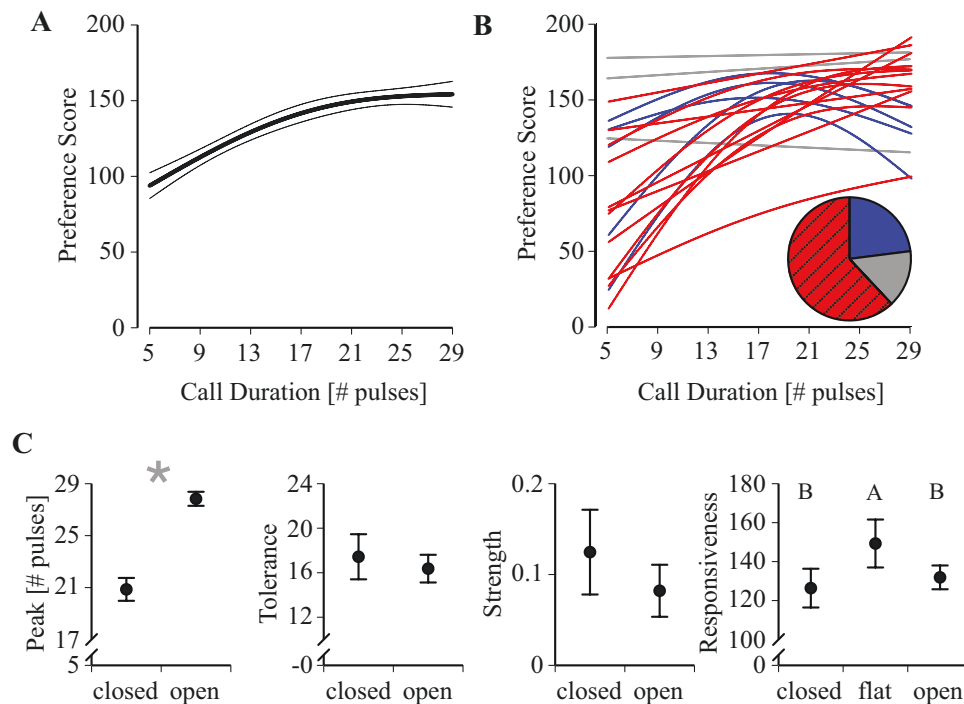 A
200
150
100
50
0
Preference Score
5 9 13 17 21 25 29
Call Duration [# pulses]
B
200
150
100
50
0
Preference Score
5 9 13 17 21 25 29
Call Duration [# pulses]
C
*
29
25
21
17
5
Peak [# pulses]
closed open
24
20
16
12
-0
Tolerance
closed open
0.2
0.1
0
Strength
closed open
B A B
180
160
140
120
100
0
Responsiveness
closed flat open